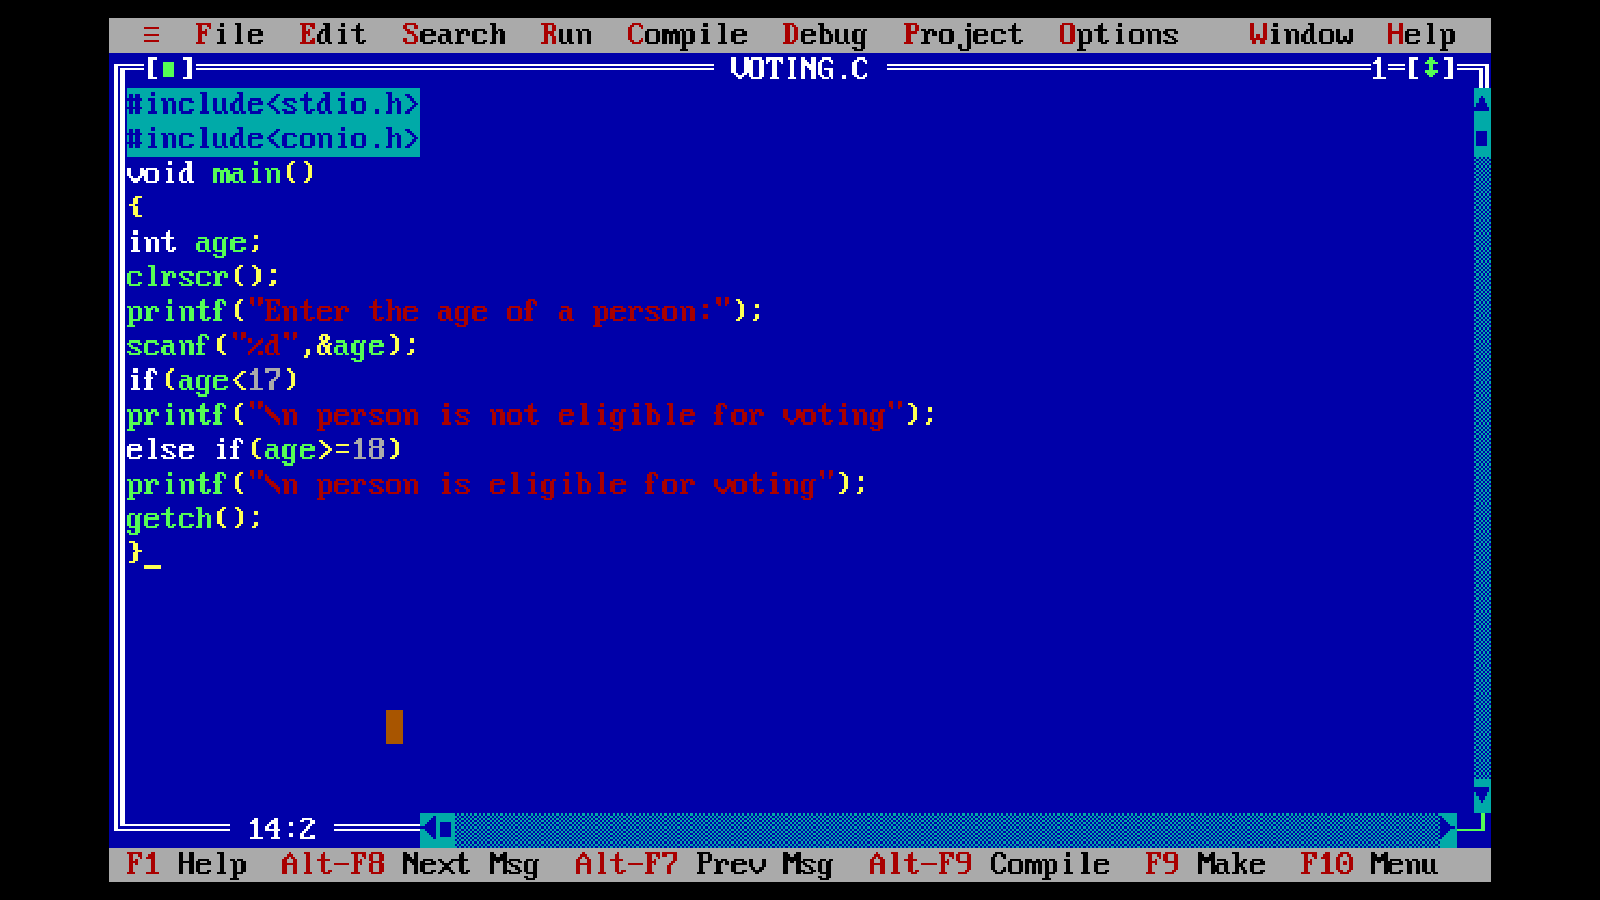 ≡ File Edit Search Run Compile Debug Project Options Window Help
[■] VOTING.C 1=[↕]
#include<stdio.h>
#include<conio.h>
void main()
{
int age;
clrscr();
printf("Enter the age of a person:");
scanf("%d",&age);
if(age<17)
printf("\n person is not eligible for voting");
else if(age>=18)
printf("\n person is eligible for voting");
getch();
}_
14:2
F1 Help Alt-F8 Next Msg Alt-F7 Prev Msg Alt-F9 Compile F9 Make F10 Menu